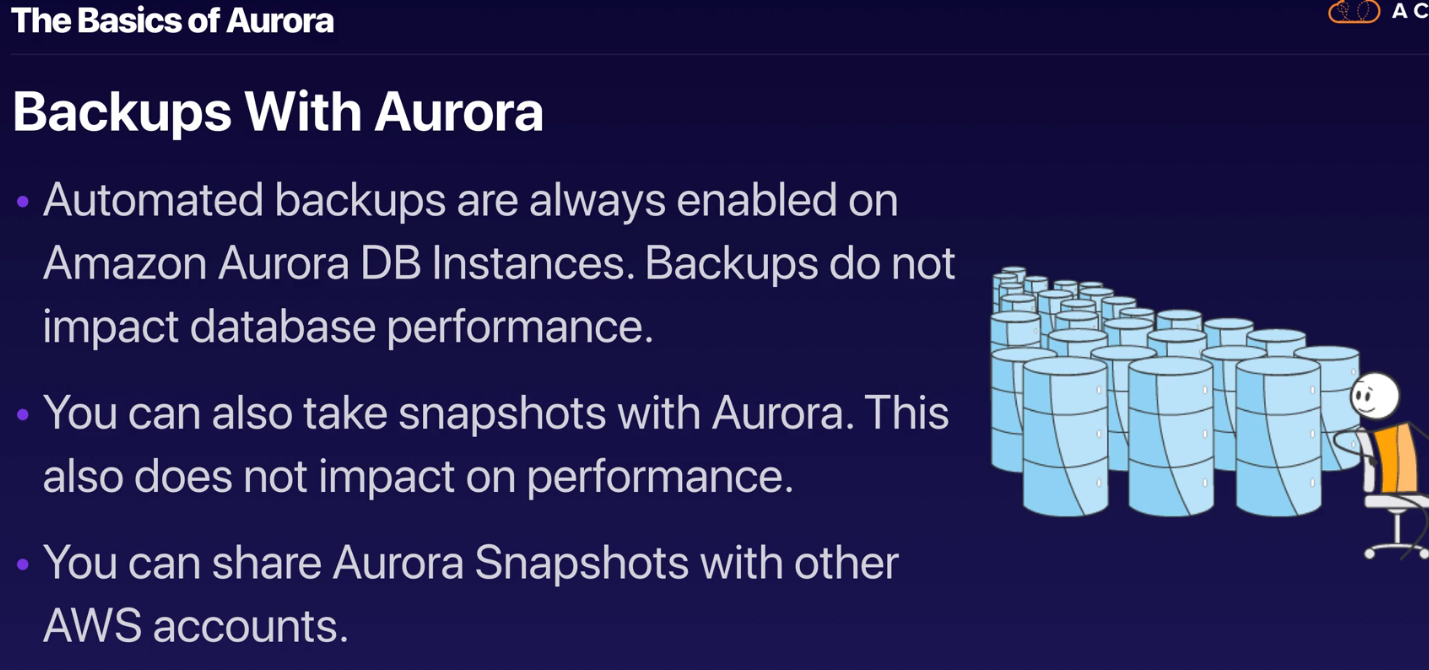 The Basics of Aurora
A C
Backups With Aurora
• Automated backups are always enabled on
Amazon Aurora DB Instances. Backups do not
impact database performance.
• You can also take snapshots with Aurora. This
also does not impact on performance.
• You can share Aurora Snapshots with other
AWS accounts.